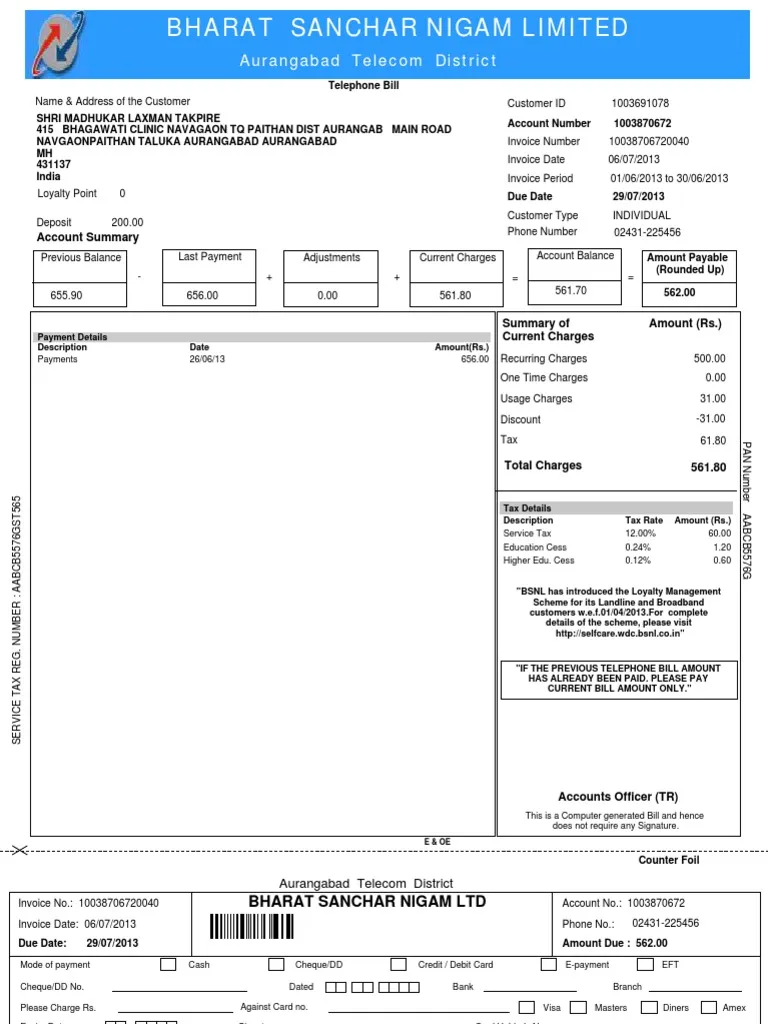 BHARAT SANCHAR NIGAM LIMITED
Aurangabad Telecom District
Telephone Bill
Name & Address of the Customer
SHRI MADHUKAR LAXMAN TAKPIRE
415 BHAGAWATI CLINIC NAVAGAON TQ PAITHAN DIST AURANGAB MAIN ROAD
NAVGAONPAITHAN TALUKA AURANGABAD AURANGABAD
MH
431137
India
Loyalty Point 0
Deposit 200.00
Customer ID 1003691078
Account Number 1003870672
Invoice Number 10038706720040
Invoice Date 06/07/2013
Invoice Period 01/06/2013 to 30/06/2013
Due Date 29/07/2013
Customer Type INDIVIDUAL
Phone Number 02431-225456
Account Summary
Previous Balance - Last Payment + Adjustments + Current Charges = Account Balance = Amount Payable (Rounded Up)
655.90 656.00 0.00 561.80 561.70 562.00
Payment Details
Description Date Amount(Rs.)
Payments 26/06/13 656.00
Summary of Current Charges Amount (Rs.)
Recurring Charges 500.00
One Time Charges 0.00
Usage Charges 31.00
Discount -31.00
Tax 61.80
Total Charges 561.80
Tax Details
Description Tax Rate Amount (Rs.)
Service Tax 12.00% 60.00
Education Cess 0.24% 1.20
Higher Edu. Cess 0.12% 0.60
"BSNL has introduced the Loyalty Management
Scheme for its Landline and Broadband
customers w.e.f.01/04/2013.For complete
details of the scheme, please visit
http://selfcare.wdc.bsnl.co.in"
"IF THE PREVIOUS TELEPHONE BILL AMOUNT
HAS ALREADY BEEN PAID. PLEASE PAY
CURRENT BILL AMOUNT ONLY."
Accounts Officer (TR)
This is a Computer generated Bill and hence
does not require any Signature.
SERVICE TAX REG. NUMBER : AABCB5576GST565
PAN Number AABCB5576G
E & OE
Counter Foil
Aurangabad Telecom District
BHARAT SANCHAR NIGAM LTD
Invoice No.: 10038706720040
Invoice Date: 06/07/2013
Due Date: 29/07/2013
Account No.: 1003870672
Phone No.: 02431-225456
Amount Due : 562.00
Mode of payment Cash Cheque/DD Credit / Debit Card E-payment EFT
Cheque/DD No. Dated Bank Branch
Please Charge Rs. Against Card no. Visa Masters Diners Amex